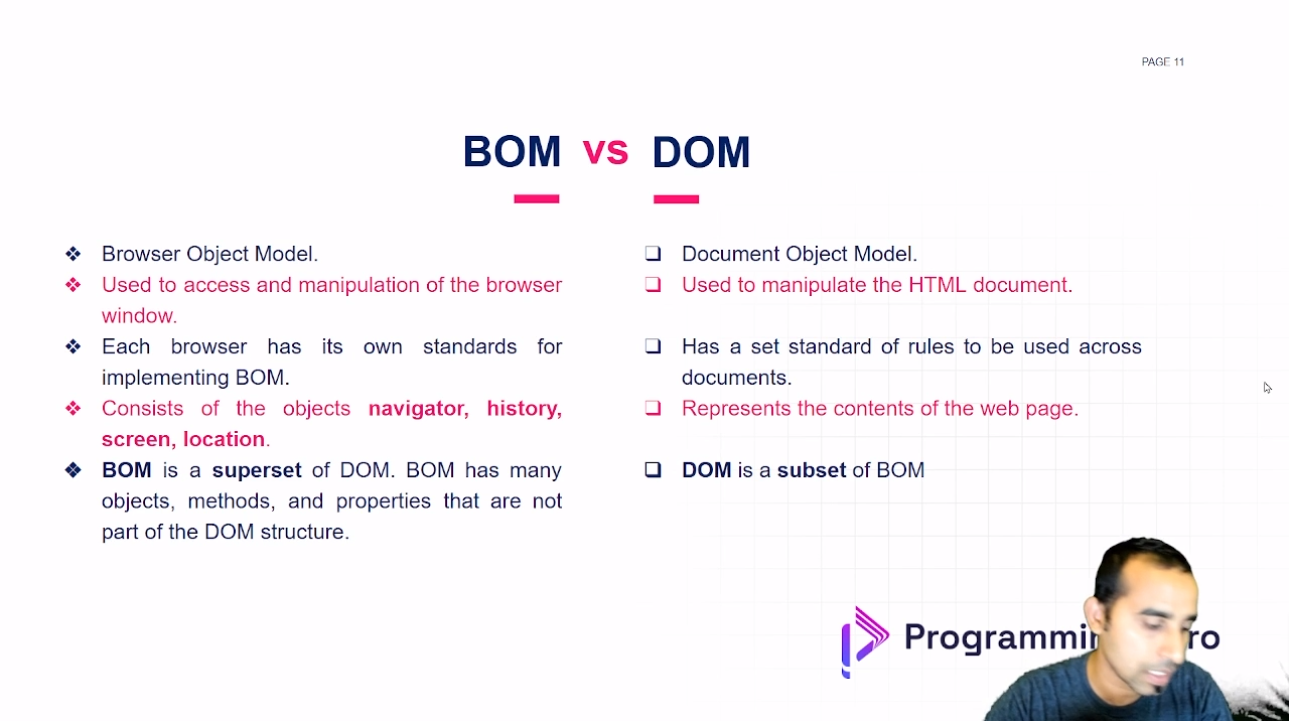 PAGE 11
BOM vs DOM
Browser Object Model.
Used to access and manipulation of the browser
window.
Each browser has its own standards for
implementing BOM.
Consists of the objects navigator, history,
screen, location.
BOM is a superset of DOM. BOM has many
objects, methods, and properties that are not
part of the DOM structure.
Document Object Model.
Used to manipulate the HTML document.
Has a set standard of rules to be used across
documents.
Represents the contents of the web page.
DOM is a subset of BOM